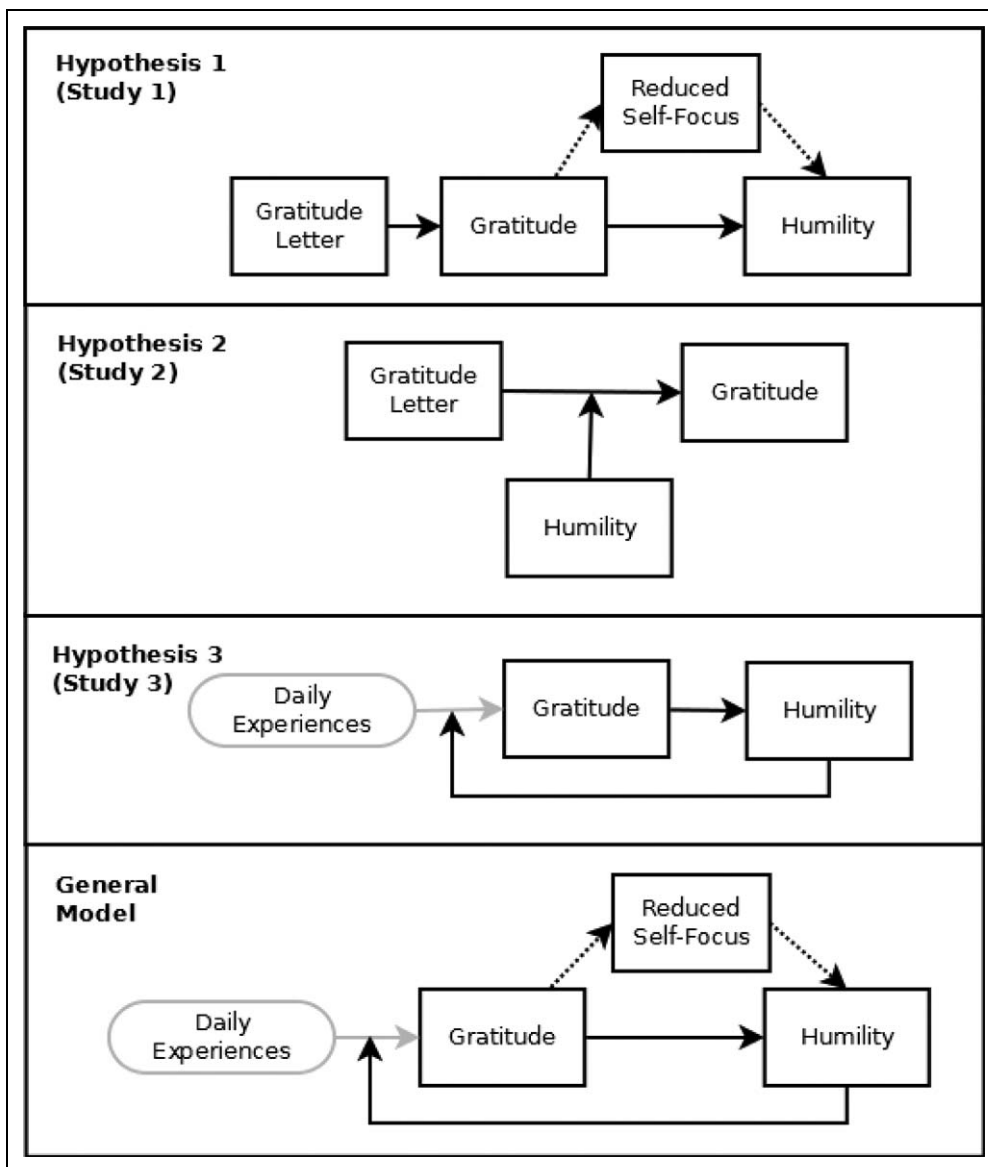 Hypothesis 1
(Study 1)
Reduced
Self-Focus
Gratitude
Letter
Gratitude
Humility
Hypothesis 2
(Study 2)
Gratitude
Letter
Gratitude
Humility
Hypothesis 3
(Study 3)
Daily
Experiences
Gratitude
Humility
General
Model
Reduced
Self-Focus
Daily
Experiences
Gratitude
Humility